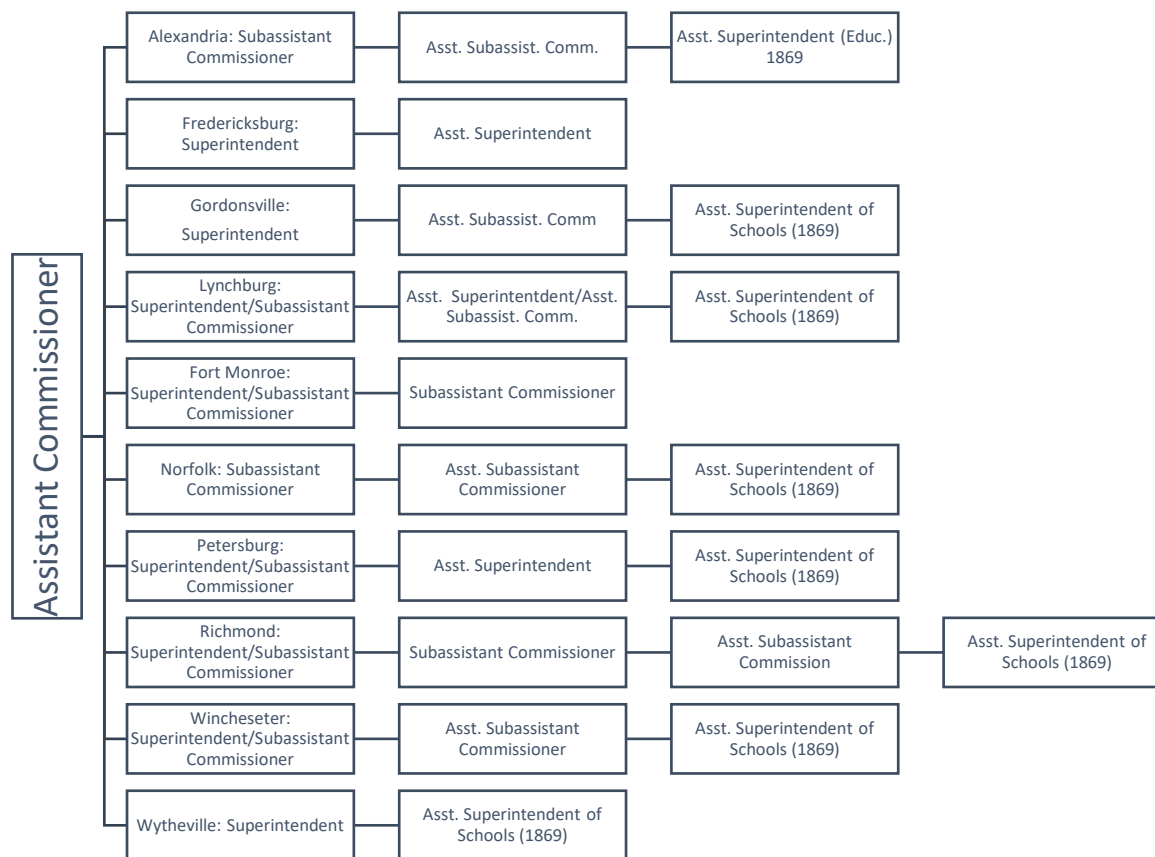 Assistant Commissioner
Alexandria: Subassistant
Commissioner
Asst. Subassist. Comm.
Asst. Superintendent (Educ.)
1869
Fredericksburg:
Superintendent
Asst. Superintendent
Gordonsville:
Superintendent
Asst. Subassist. Comm
Asst. Superintendent of
Schools (1869)
Lynchburg:
Superintendent/Subassistant
Commissioner
Asst. Superintentdent/Asst.
Subassist. Comm.
Asst. Superintendent of
Schools (1869)
Fort Monroe:
Superintendent/Subassistant
Commissioner
Subassistant Commissioner
Norfolk: Subassistant
Commissioner
Asst. Subassistant
Commissioner
Asst. Superintendent of
Schools (1869)
Petersburg:
Superintendent/Subassistant
Commissioner
Asst. Superintendent
Asst. Superintendent of
Schools (1869)
Richmond:
Superintendent/Subassistant
Commissioner
Subassistant Commissioner
Asst. Subassistant
Commission
Asst. Superintendent of
Schools (1869)
Wincheseter:
Superintendent/Subassistant
Commissioner
Asst. Subassistant
Commissioner
Asst. Superintendent of
Schools (1869)
Wytheville: Superintendent
Asst. Superintendent of
Schools (1869)